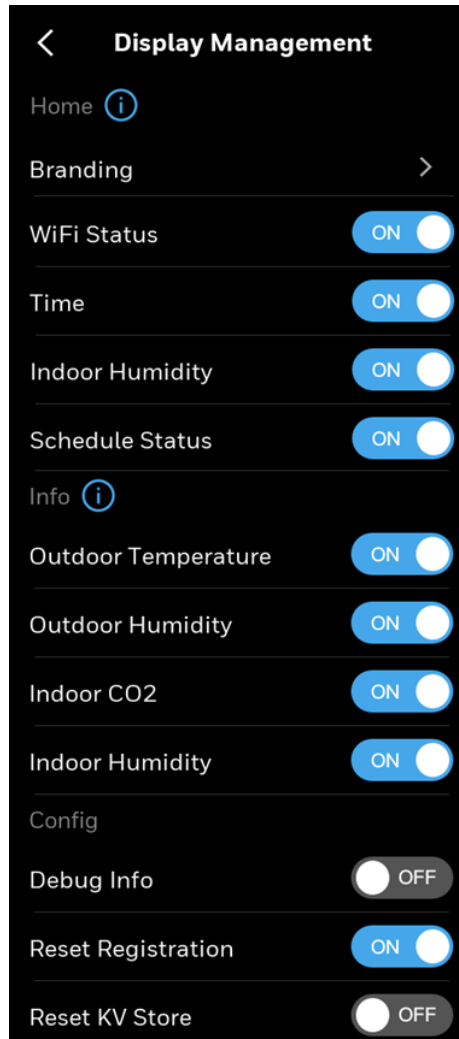 Display Management
Home
Branding
WiFi Status ON
Time ON
Indoor Humidity ON
Schedule Status ON
Info
Outdoor Temperature ON
Outdoor Humidity ON
Indoor CO2 ON
Indoor Humidity ON
Config
Debug Info OFF
Reset Registration ON
Reset KV Store OFF